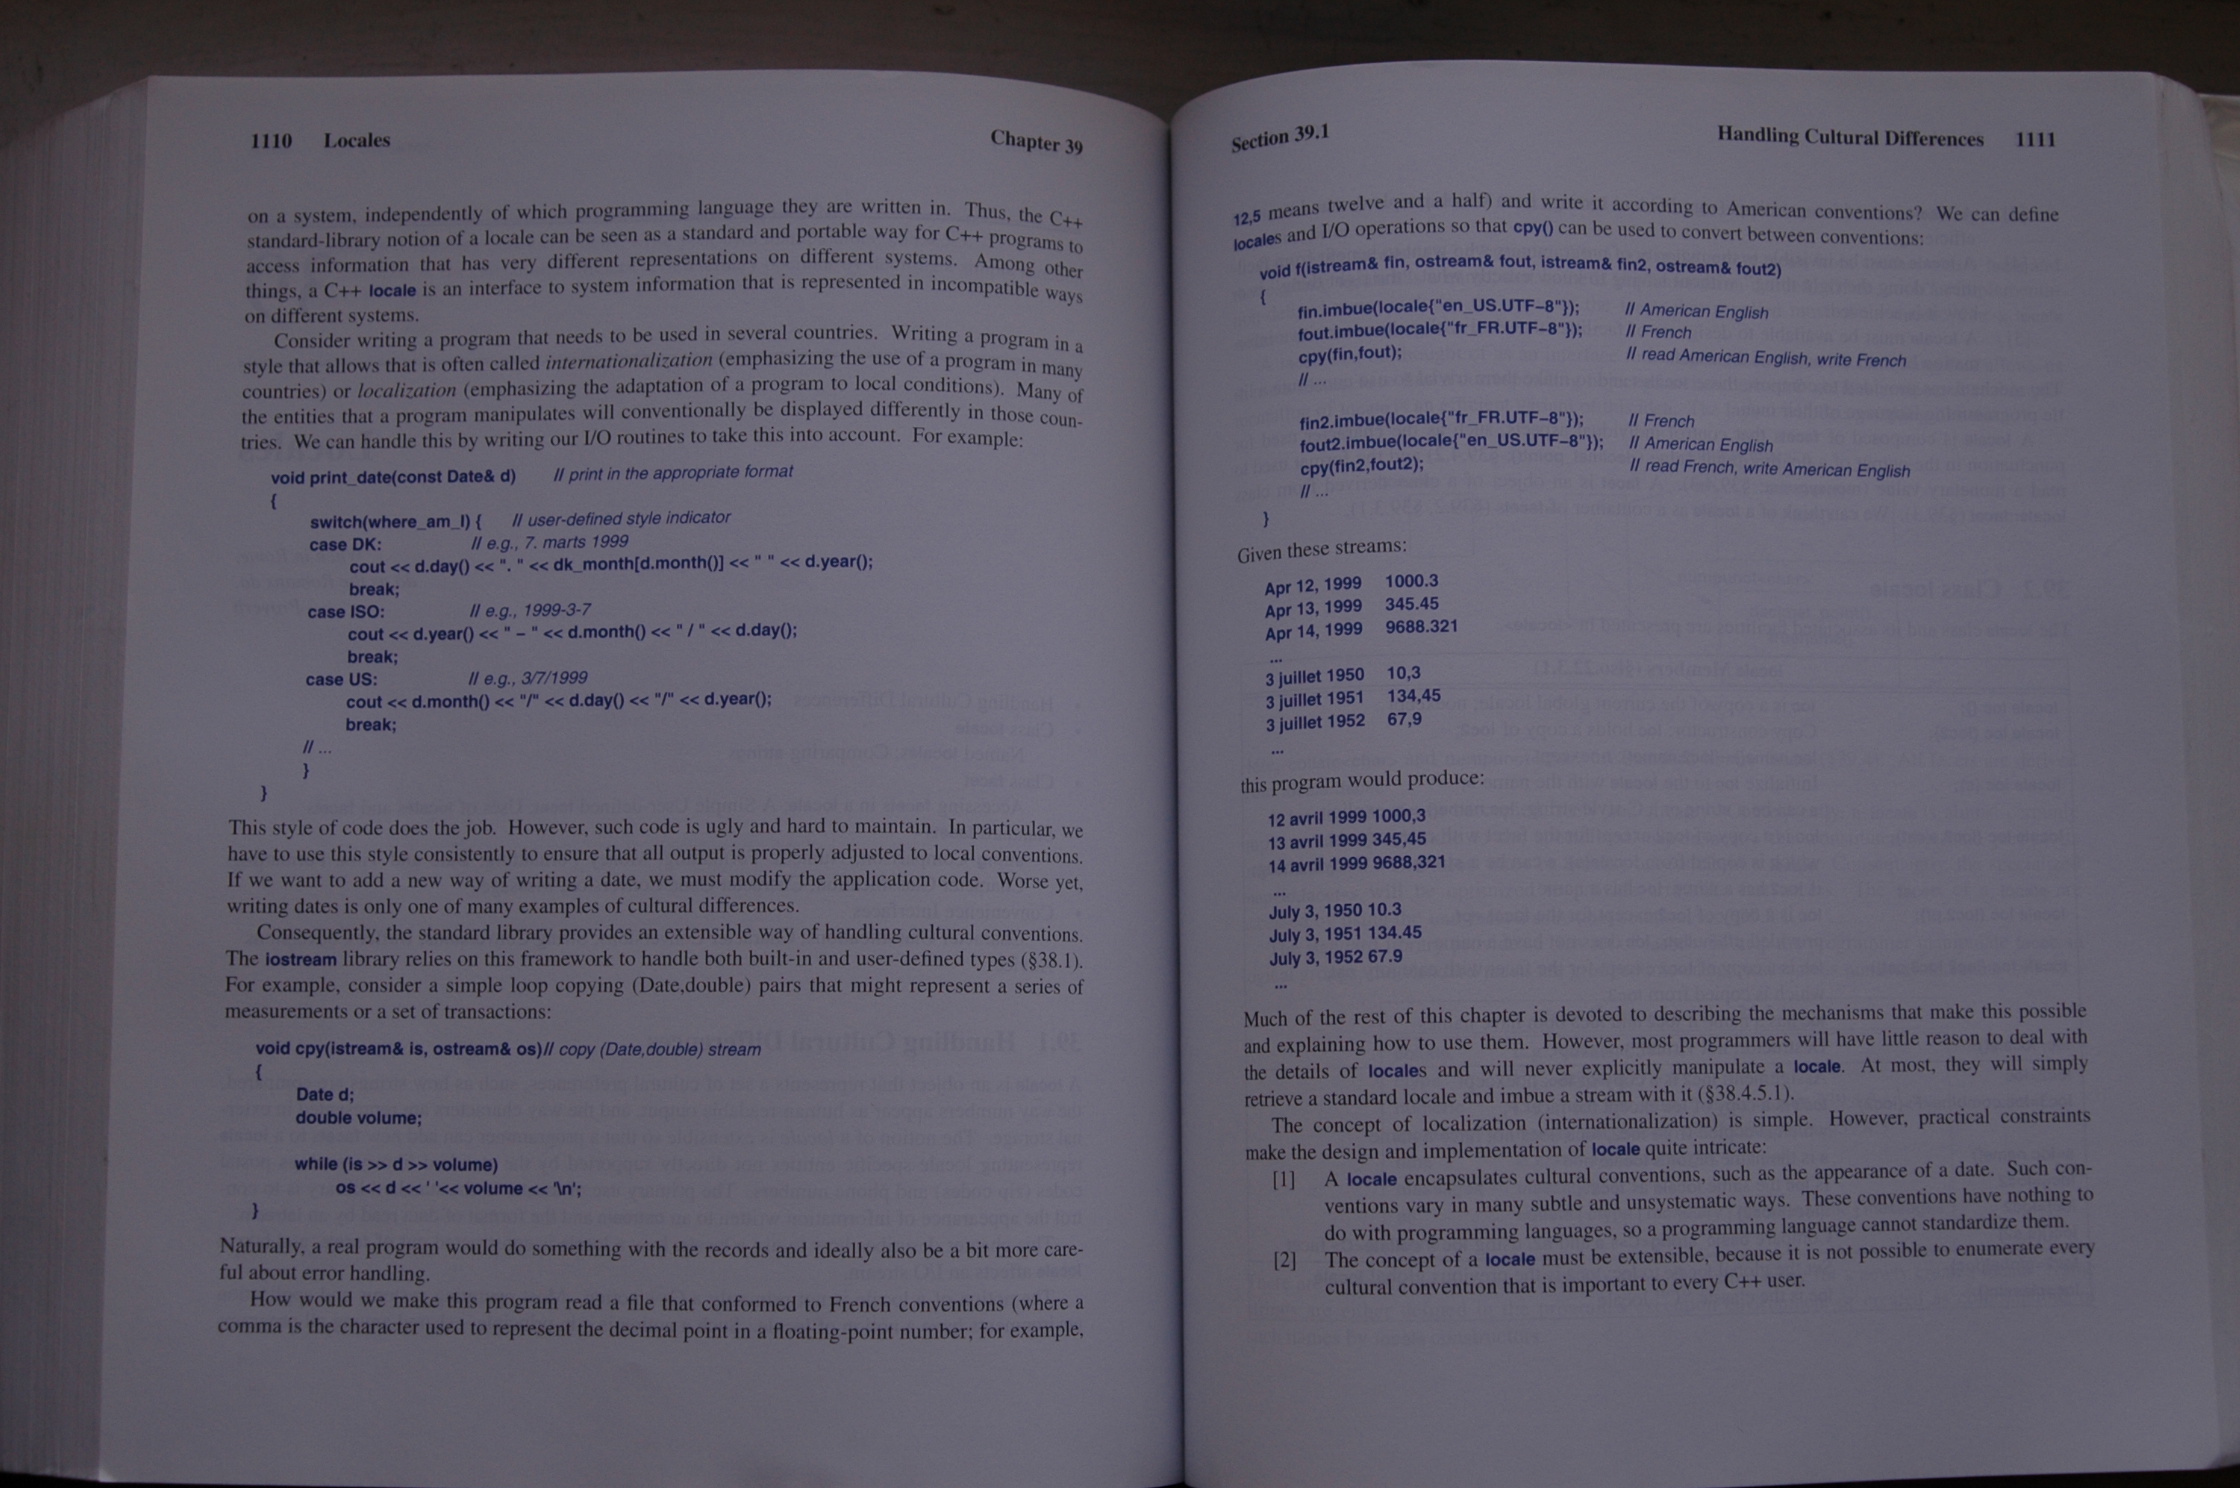 1110 Locales Chapter 39
on a system, independently of which programming language they are written in. Thus, the C++
standard-library notion of a locale can be seen as a standard and portable way for C++ programs to
access information that has very different representations on different systems. Among other
things, a C++ locale is an interface to system information that is represented in incompatible ways
on different systems.
Consider writing a program that needs to be used in several countries. Writing a program in a
style that allows that is often called internationalization (emphasizing the use of a program in many
countries) or localization (emphasizing the adaptation of a program to local conditions). Many of
the entities that a program manipulates will conventionally be displayed differently in those coun-
tries. We can handle this by writing our I/O routines to take this into account. For example:
void print_date(const Date& d) // print in the appropriate format
{
switch(where_am_I) { // user-defined style indicator
case DK: // e.g., 7. marts 1999
cout << d.day() << ". " << dk_month[d.month()] << " " << d.year();
break;
case ISO: // e.g., 1999-3-7
cout << d.year() << " – " << d.month() << " / " << d.day();
break;
case US: // e.g., 3/7/1999
cout << d.month() << "/" << d.day() << "/" << d.year();
break;
// ...
}
}
This style of code does the job. However, such code is ugly and hard to maintain. In particular, we
have to use this style consistently to ensure that all output is properly adjusted to local conventions.
If we want to add a new way of writing a date, we must modify the application code. Worse yet,
writing dates is only one of many examples of cultural differences.
Consequently, the standard library provides an extensible way of handling cultural conventions.
The iostream library relies on this framework to handle both built-in and user-defined types (§38.1).
For example, consider a simple loop copying (Date,double) pairs that might represent a series of
measurements or a set of transactions:
void cpy(istream& is, ostream& os)// copy (Date,double) stream
{
Date d;
double volume;
while (is >> d >> volume)
os << d << ' '<< volume << '\n';
}
Naturally, a real program would do something with the records and ideally also be a bit more care-
ful about error handling.
How would we make this program read a file that conformed to French conventions (where a
comma is the character used to represent the decimal point in a floating-point number; for example,
Section 39.1 Handling Cultural Differences 1111
12,5 means twelve and a half) and write it according to American conventions? We can define
locales and I/O operations so that cpy() can be used to convert between conventions:
void f(istream& fin, ostream& fout, istream& fin2, ostream& fout2)
{
fin.imbue(locale{"en_US.UTF–8"}); // American English
fout.imbue(locale{"fr_FR.UTF–8"}); // French
cpy(fin,fout); // read American English, write French
// ...
fin2.imbue(locale{"fr_FR.UTF–8"}); // French
fout2.imbue(locale{"en_US.UTF–8"}); // American English
cpy(fin2,fout2); // read French, write American English
// ...
}
Given these streams:
Apr 12, 1999 1000.3
Apr 13, 1999 345.45
Apr 14, 1999 9688.321
...
3 juillet 1950 10,3
3 juillet 1951 134,45
3 juillet 1952 67,9
...
this program would produce:
12 avril 1999 1000,3
13 avril 1999 345,45
14 avril 1999 9688,321
...
July 3, 1950 10.3
July 3, 1951 134.45
July 3, 1952 67.9
...
Much of the rest of this chapter is devoted to describing the mechanisms that make this possible
and explaining how to use them. However, most programmers will have little reason to deal with
the details of locales and will never explicitly manipulate a locale. At most, they will simply
retrieve a standard locale and imbue a stream with it (§38.4.5.1).
The concept of localization (internationalization) is simple. However, practical constraints
make the design and implementation of locale quite intricate:
[1] A locale encapsulates cultural conventions, such as the appearance of a date. Such con-
ventions vary in many subtle and unsystematic ways. These conventions have nothing to
do with programming languages, so a programming language cannot standardize them.
[2] The concept of a locale must be extensible, because it is not possible to enumerate every
cultural convention that is important to every C++ user.